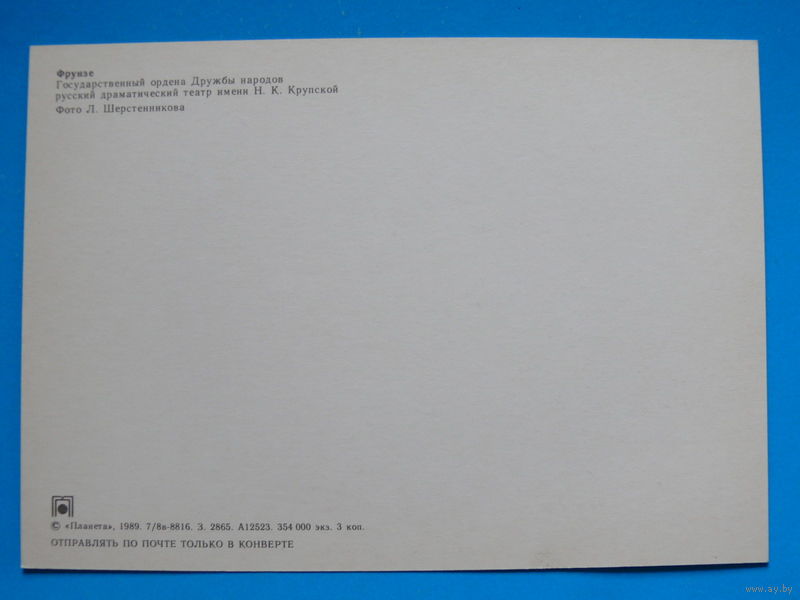 Фрунзе
Государственный ордена Дружбы народов
русский драматический театр имени Н. К. Крупской
Фото Л. Шерстенникова
© «Планета», 1989. 7/8в-8816. З. 2865. А12523. 354 000 экз. 3 коп.
ОТПРАВЛЯТЬ ПО ПОЧТЕ ТОЛЬКО В КОНВЕРТЕ
www.ay.by